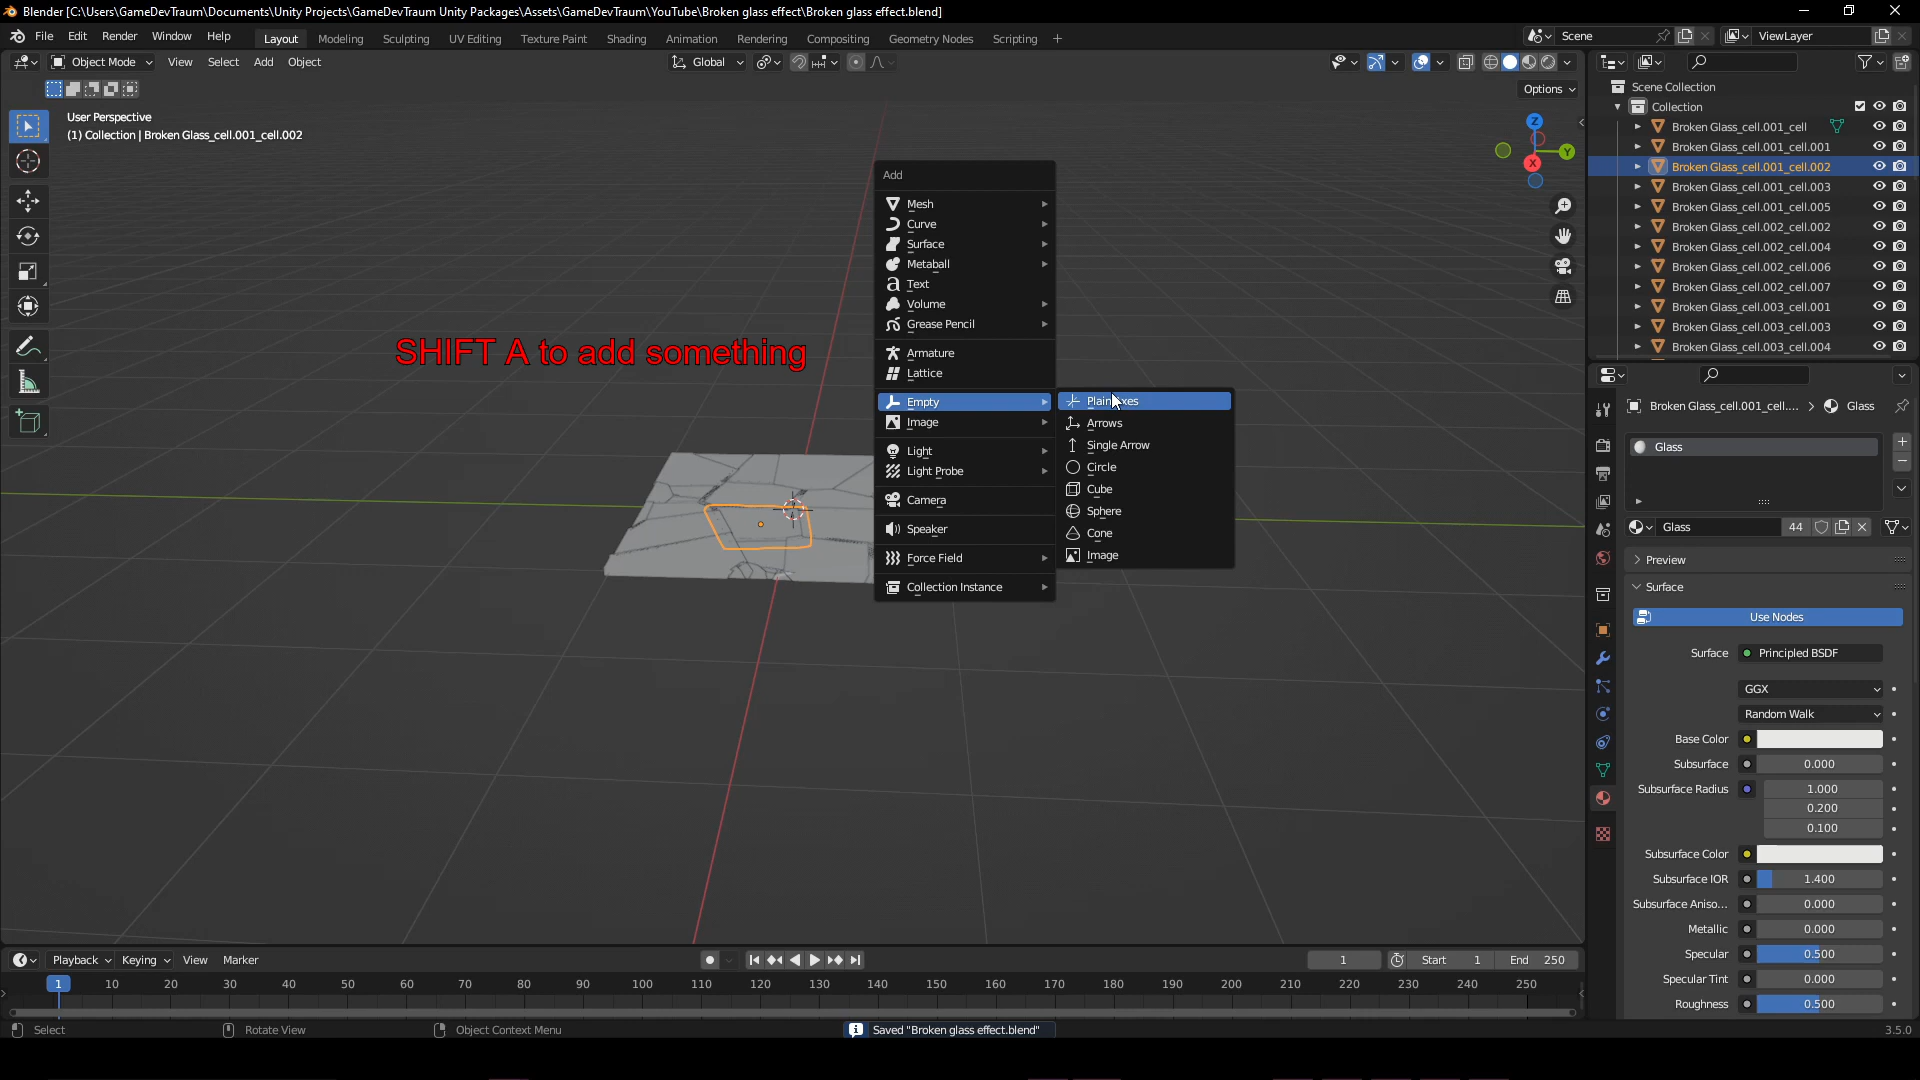 Blender [C:\Users\GameDevTraum\Documents\Unity Projects\GameDevTraum Unity Packages\Assets\GameDevTraum\YouTube\Broken glass effect\Broken glass effect.blend]
File Edit Render Window Help Layout Modeling Sculpting UV Editing Texture Paint Shading Animation Rendering Compositing Geometry Nodes Scripting + Scene ViewLayer
Object Mode View Select Add Object Global
Options
User Perspective
(1) Collection | Broken Glass_cell.001_cell.002
Z
Y
X
Scene Collection
Collection
Broken Glass_cell.001_cell
Broken Glass_cell.001_cell.001
Broken Glass_cell.001_cell.002
Broken Glass_cell.001_cell.003
Broken Glass_cell.001_cell.005
Broken Glass_cell.002_cell.002
Broken Glass_cell.002_cell.004
Broken Glass_cell.002_cell.006
Broken Glass_cell.002_cell.007
Broken Glass_cell.003_cell.001
Broken Glass_cell.003_cell.003
Broken Glass_cell.003_cell.004
SHIFT A to add something
Add
Mesh
Curve
Surface
Metaball
Text
Volume
Grease Pencil
Armature
Lattice
Empty
Image
Light
Light Probe
Camera
Speaker
Force Field
Collection Instance
Arrows
Single Arrow
Circle
Cube
Sphere
Cone
Image
Broken Glass_cell.001_cell.... > Glass
Glass
Glass 44
Preview
Surface
Use Nodes
Surface Principled BSDF
GGX
Random Walk
Base Color
Subsurface 0.000
Subsurface Radius 1.000
0.200
0.100
Subsurface Color
Subsurface IOR 1.400
Subsurface Aniso... 0.000
Metallic 0.000
Specular 0.500
Specular Tint 0.000
Roughness 0.500
Playback Keying View Marker 1 Start 1 End 250
1 10 20 30 40 50 60 70 80 90 100 110 120 130 140 150 160 170 180 190 200 210 220 230 240 250
Select Rotate View Object Context Menu Saved "Broken glass effect.blend" 3.5.0